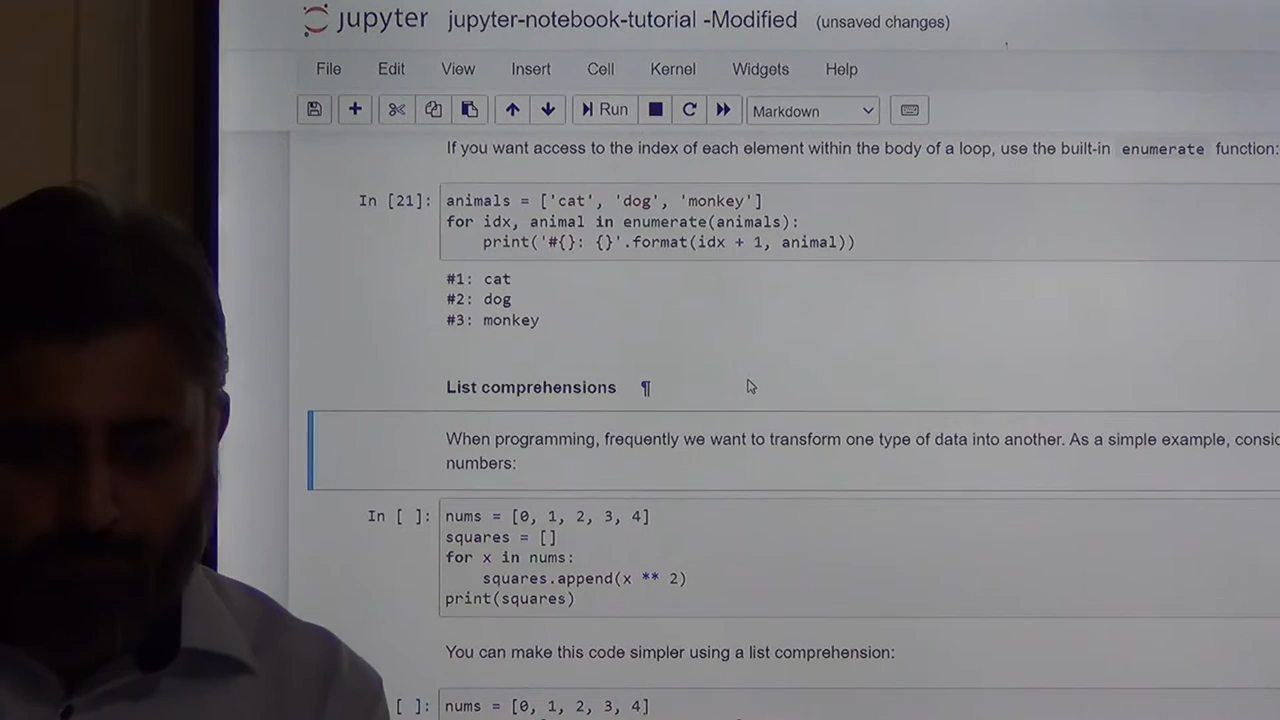 jupyter jupyter-notebook-tutorial -Modified (unsaved changes)
File Edit View Insert Cell Kernel Widgets Help
Run Markdown
If you want access to the index of each element within the body of a loop, use the built-in enumerate function:
In [21]: animals = ['cat', 'dog', 'monkey']
for idx, animal in enumerate(animals):
    print('#{}: {}'.format(idx + 1, animal))
#1: cat
#2: dog
#3: monkey
List comprehensions ¶
When programming, frequently we want to transform one type of data into another. As a simple example,
numbers:
In [ ]: nums = [0, 1, 2, 3, 4]
squares = []
for x in nums:
    squares.append(x ** 2)
print(squares)
You can make this code simpler using a list comprehension:
[ ]: nums = [0, 1, 2, 3, 4]